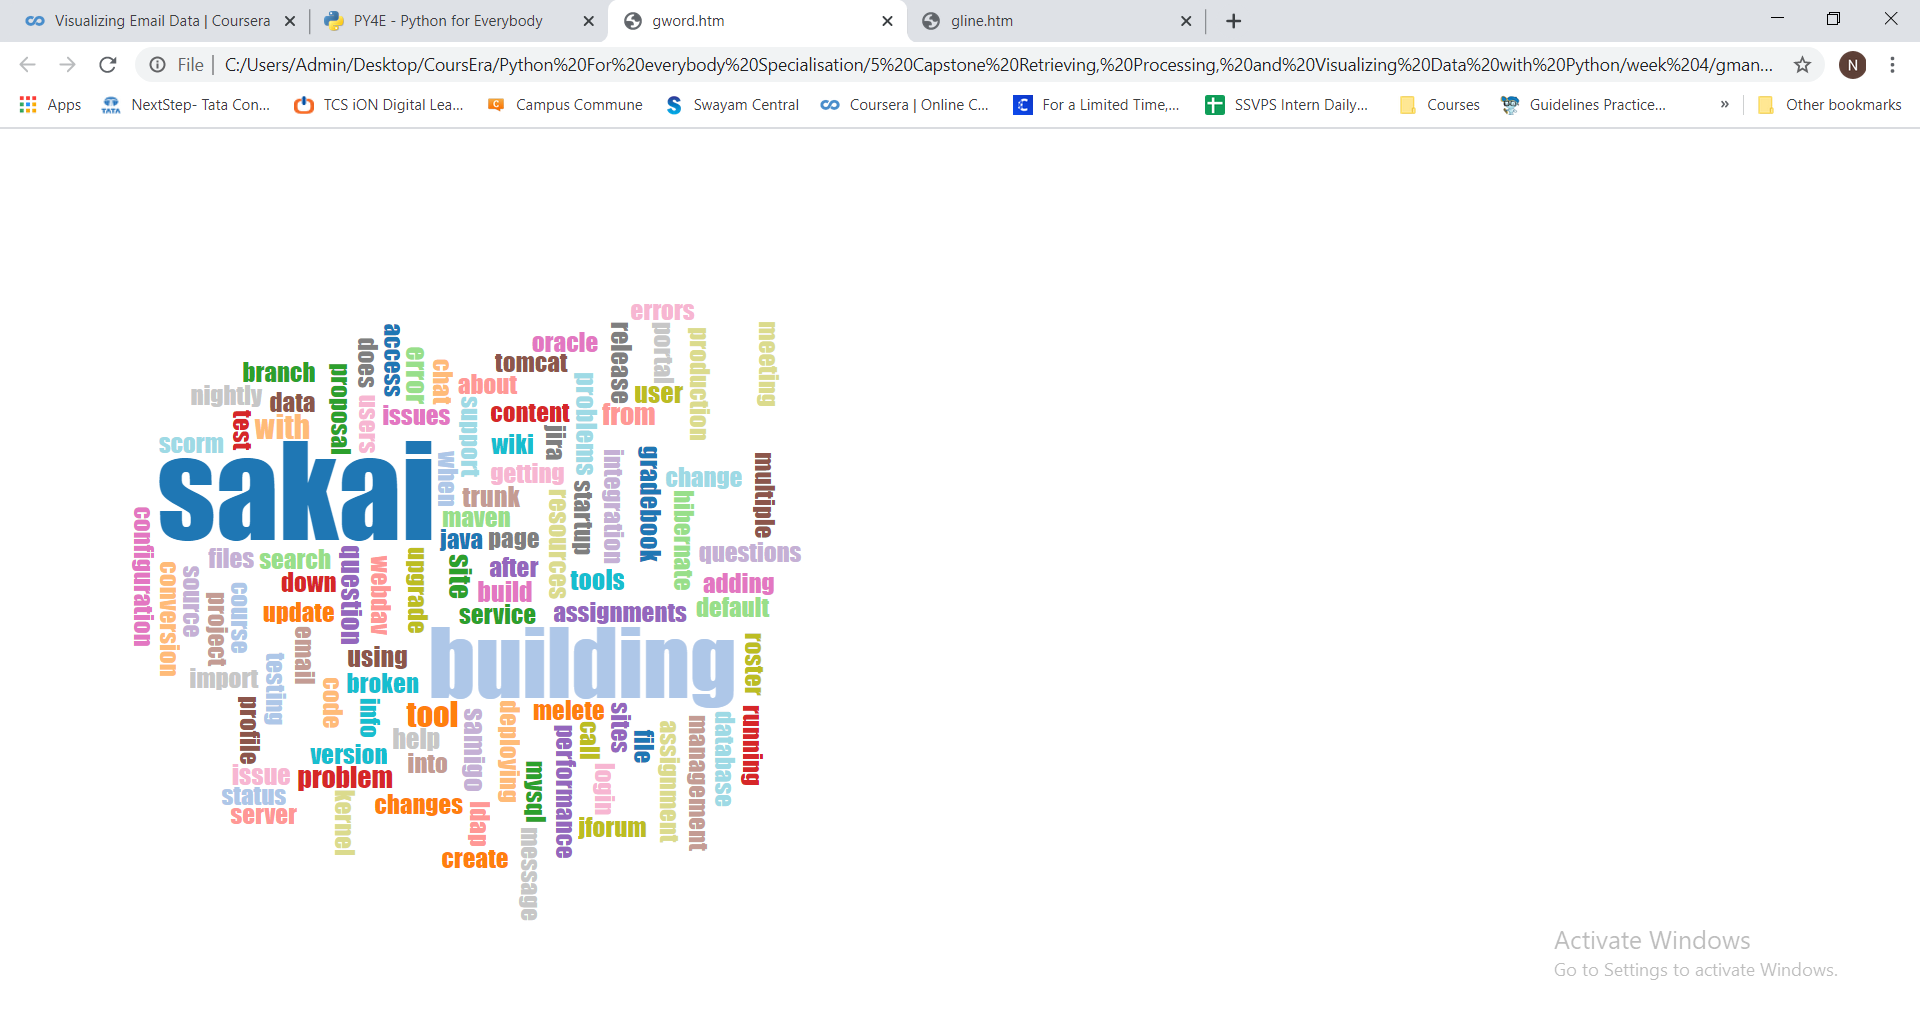 Visualizing Email Data | Coursera
PY4E - Python for Everybody
gword.htm
gline.htm
File | C:/Users/Admin/Desktop/CoursEra/Python%20For%20everybody%20Specialisation/5%20Capstone%20Retrieving,%20Processing,%20and%20Visualizing%20Data%20with%20Python/week%204/gman...
N
Apps
NextStep- Tata Con...
TCS iON Digital Lea...
Campus Commune
Swayam Central
Coursera | Online C...
For a Limited Time,...
SSVPS Intern Daily...
Courses
Guidelines Practice...
»
Other bookmarks
errors
oracle
release
portal
production
meeting
access
does
error
tomcat
branch
proposal
chat
about
problems
user
nightly
data
users
issues
support
content
from
test
with
scorm
wiki
jira
sakai
when
getting
integration
gradebook
change
multiple
trunk
resources
startup
hibernate
maven
configuration
java
page
questions
files
search
question
webdav
upgrade
site
after
tools
adding
conversion
source
down
build
default
project
course
update
service
assignments
email
building
roster
using
import
testing
code
broken
info
tool
samigo
deploying
melete
sites
running
profile
help
call
file
assignment
management
database
version
into
performance
issue
problem
mysql
login
status
kernel
changes
ldap
server
jforum
create
message
Activate Windows
Go to Settings to activate Windows.